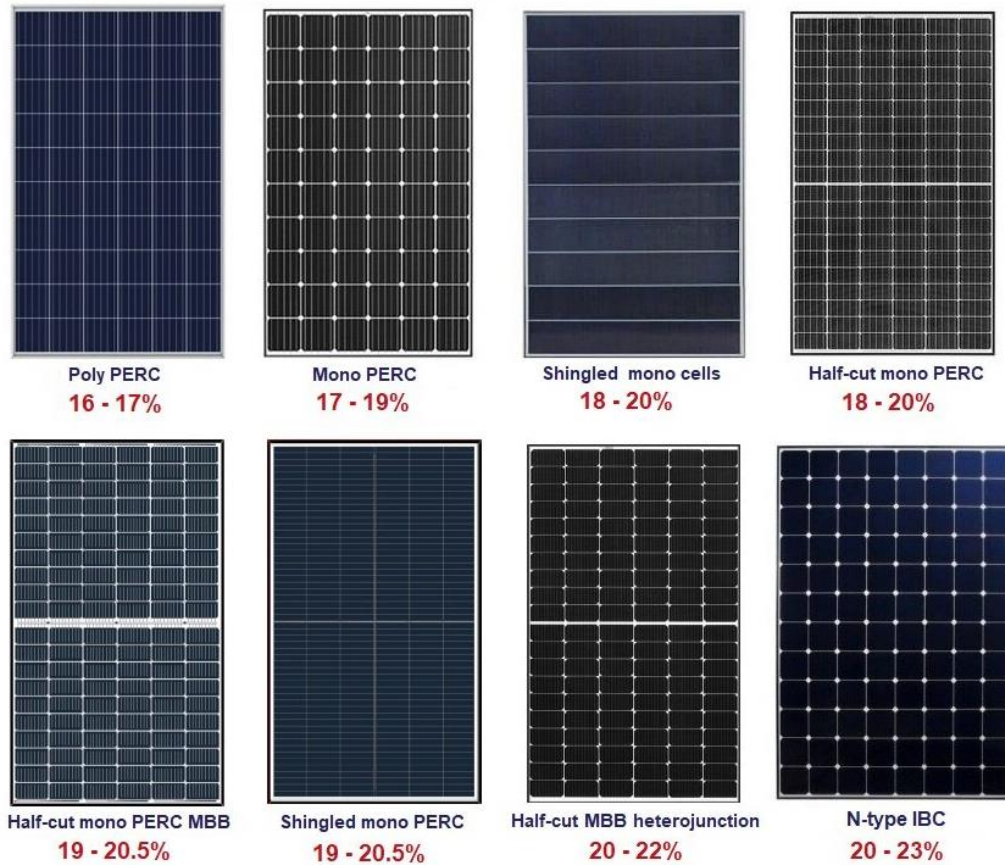 Poly PERC
16 - 17%
Mono PERC
17 - 19%
Shingled mono cells
18 - 20%
Half-cut mono PERC
18 - 20%
Half-cut mono PERC MBB
19 - 20.5%
Shingled mono PERC
19 - 20.5%
Half-cut MBB heterojunction
20 - 22%
N-type IBC
20 - 23%